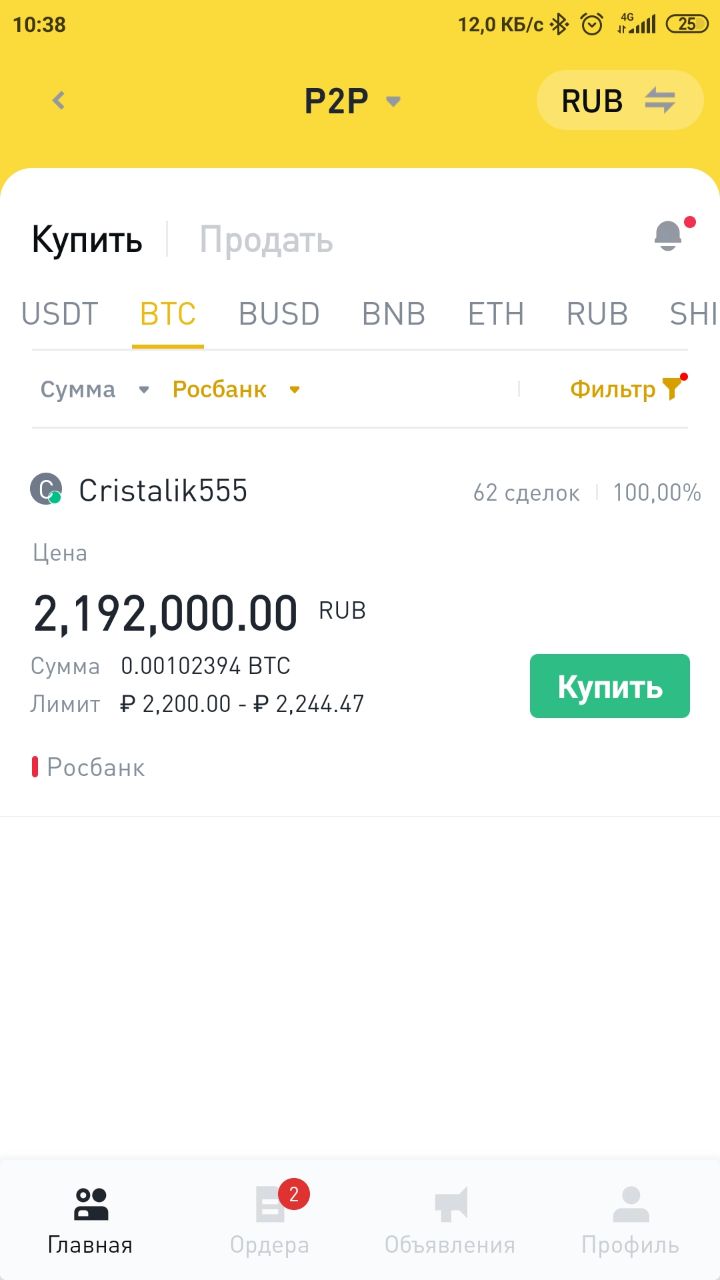 10:38 12,0 КБ/с 4G 25
P2P RUB
Купить Продать
USDT BTC BUSD BNB ETH RUB SHI
Сумма Росбанк Фильтр
C Cristalik555 62 сделок 100,00%
Цена
2,192,000.00 RUB
Сумма 0.00102394 BTC
Купить
Лимит ₽ 2,200.00 - ₽ 2,244.47
Росбанк
2
Главная Ордера Объявления Профиль